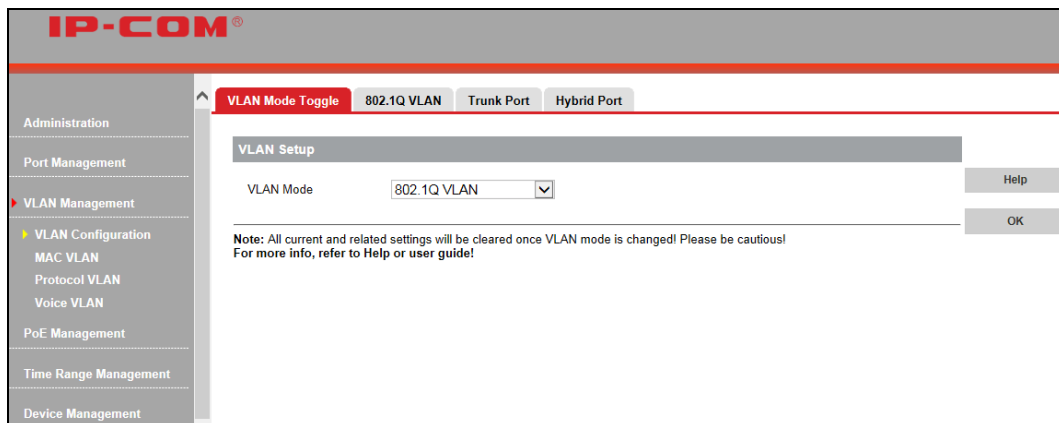 IP-COM®
VLAN Mode Toggle 802.1Q VLAN Trunk Port Hybrid Port
Administration
Port Management
VLAN Management
VLAN Configuration
MAC VLAN
Protocol VLAN
Voice VLAN
PoE Management
Time Range Management
Device Management
VLAN Setup
VLAN Mode 802.1Q VLAN
Note: All current and related settings will be cleared once VLAN mode is changed! Please be cautious!
For more info, refer to Help or user guide!
Help
OK